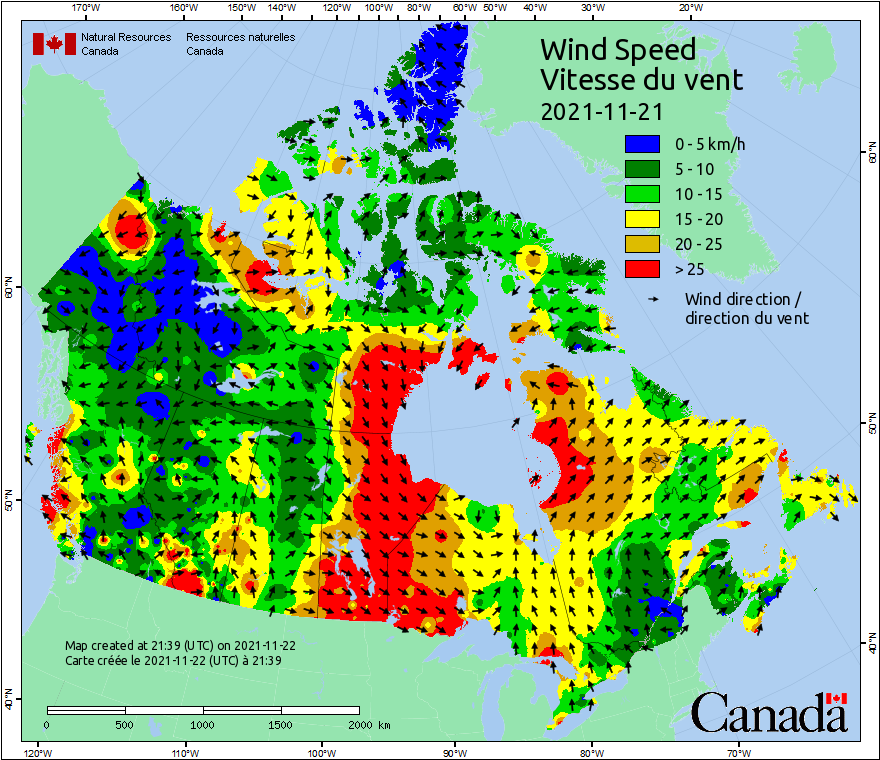 170°W 160°W 150°W 140°W 130°W 120°W 110°W 100°W 90°W 80°W 70°W 60°W 50°W 40°W 30°W 20°W
Natural Resources Ressources naturelles
Canada Canada
Wind Speed
Vitesse du vent
2021-11-21
0 - 5 km/h
5 - 10
10 - 15
15 - 20
20 - 25
> 25
Wind direction /
direction du vent
60°N
60°N
50°N
50°N
40°N
40°N
Map created at 21:39 (UTC) on 2021-11-22
Carte créée le 2021-11-22 (UTC) à 21:39
0 500 1000 1500 2000 km
Canada
120°W 110°W 100°W 90°W 80°W 70°W